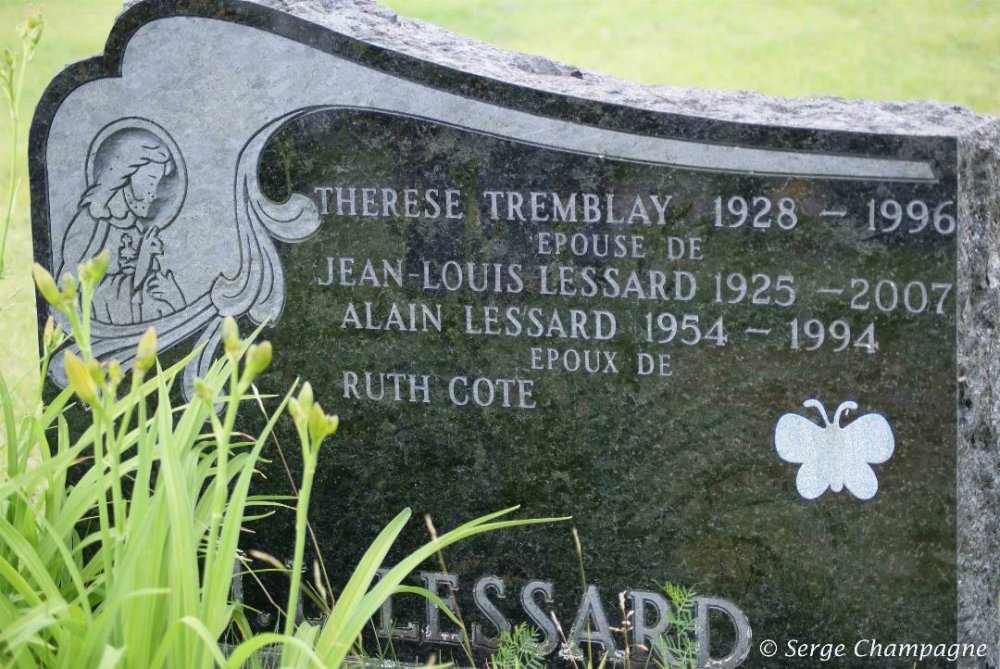 THERESE TREMBLAY 1928 – 1996
EPOUSE DE
JEAN-LOUIS LESSARD 1925 – 2007
ALAIN LESSARD 1954 – 1994
EPOUX DE
RUTH COTE
LESSARD
© Serge Champagne